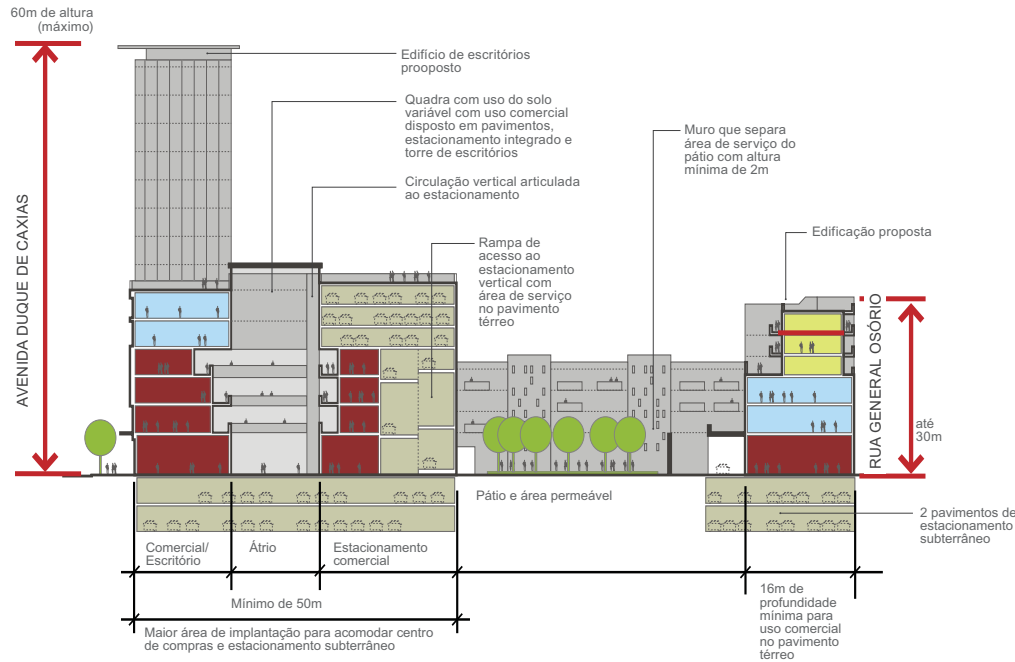 60m de altura
(máximo)
AVENIDA DUQUE DE CAXIAS
Edifício de escritórios
prooposto
Quadra com uso do solo
variável com uso comercial
disposto em pavimentos,
estacionamento integrado e
torre de escritórios
Circulação vertical articulada
ao estacionamento
Rampa de
acesso ao
estacionamento
vertical com
área de serviço
no pavimento
térreo
Muro que separa
área de serviço do
pátio com altura
mínima de 2m
Edificação proposta
RUA GENERAL OSÓRIO
até
30m
Pátio e área permeável
2 pavimentos de
estacionamento
subterrâneo
Comercial/
Escritório
Átrio
Estacionamento
comercial
Mínimo de 50m
Maior área de implantação para acomodar centro
de compras e estacionamento subterrâneo
16m de
profundidade
mínima para
uso comercial
no pavimento
térreo